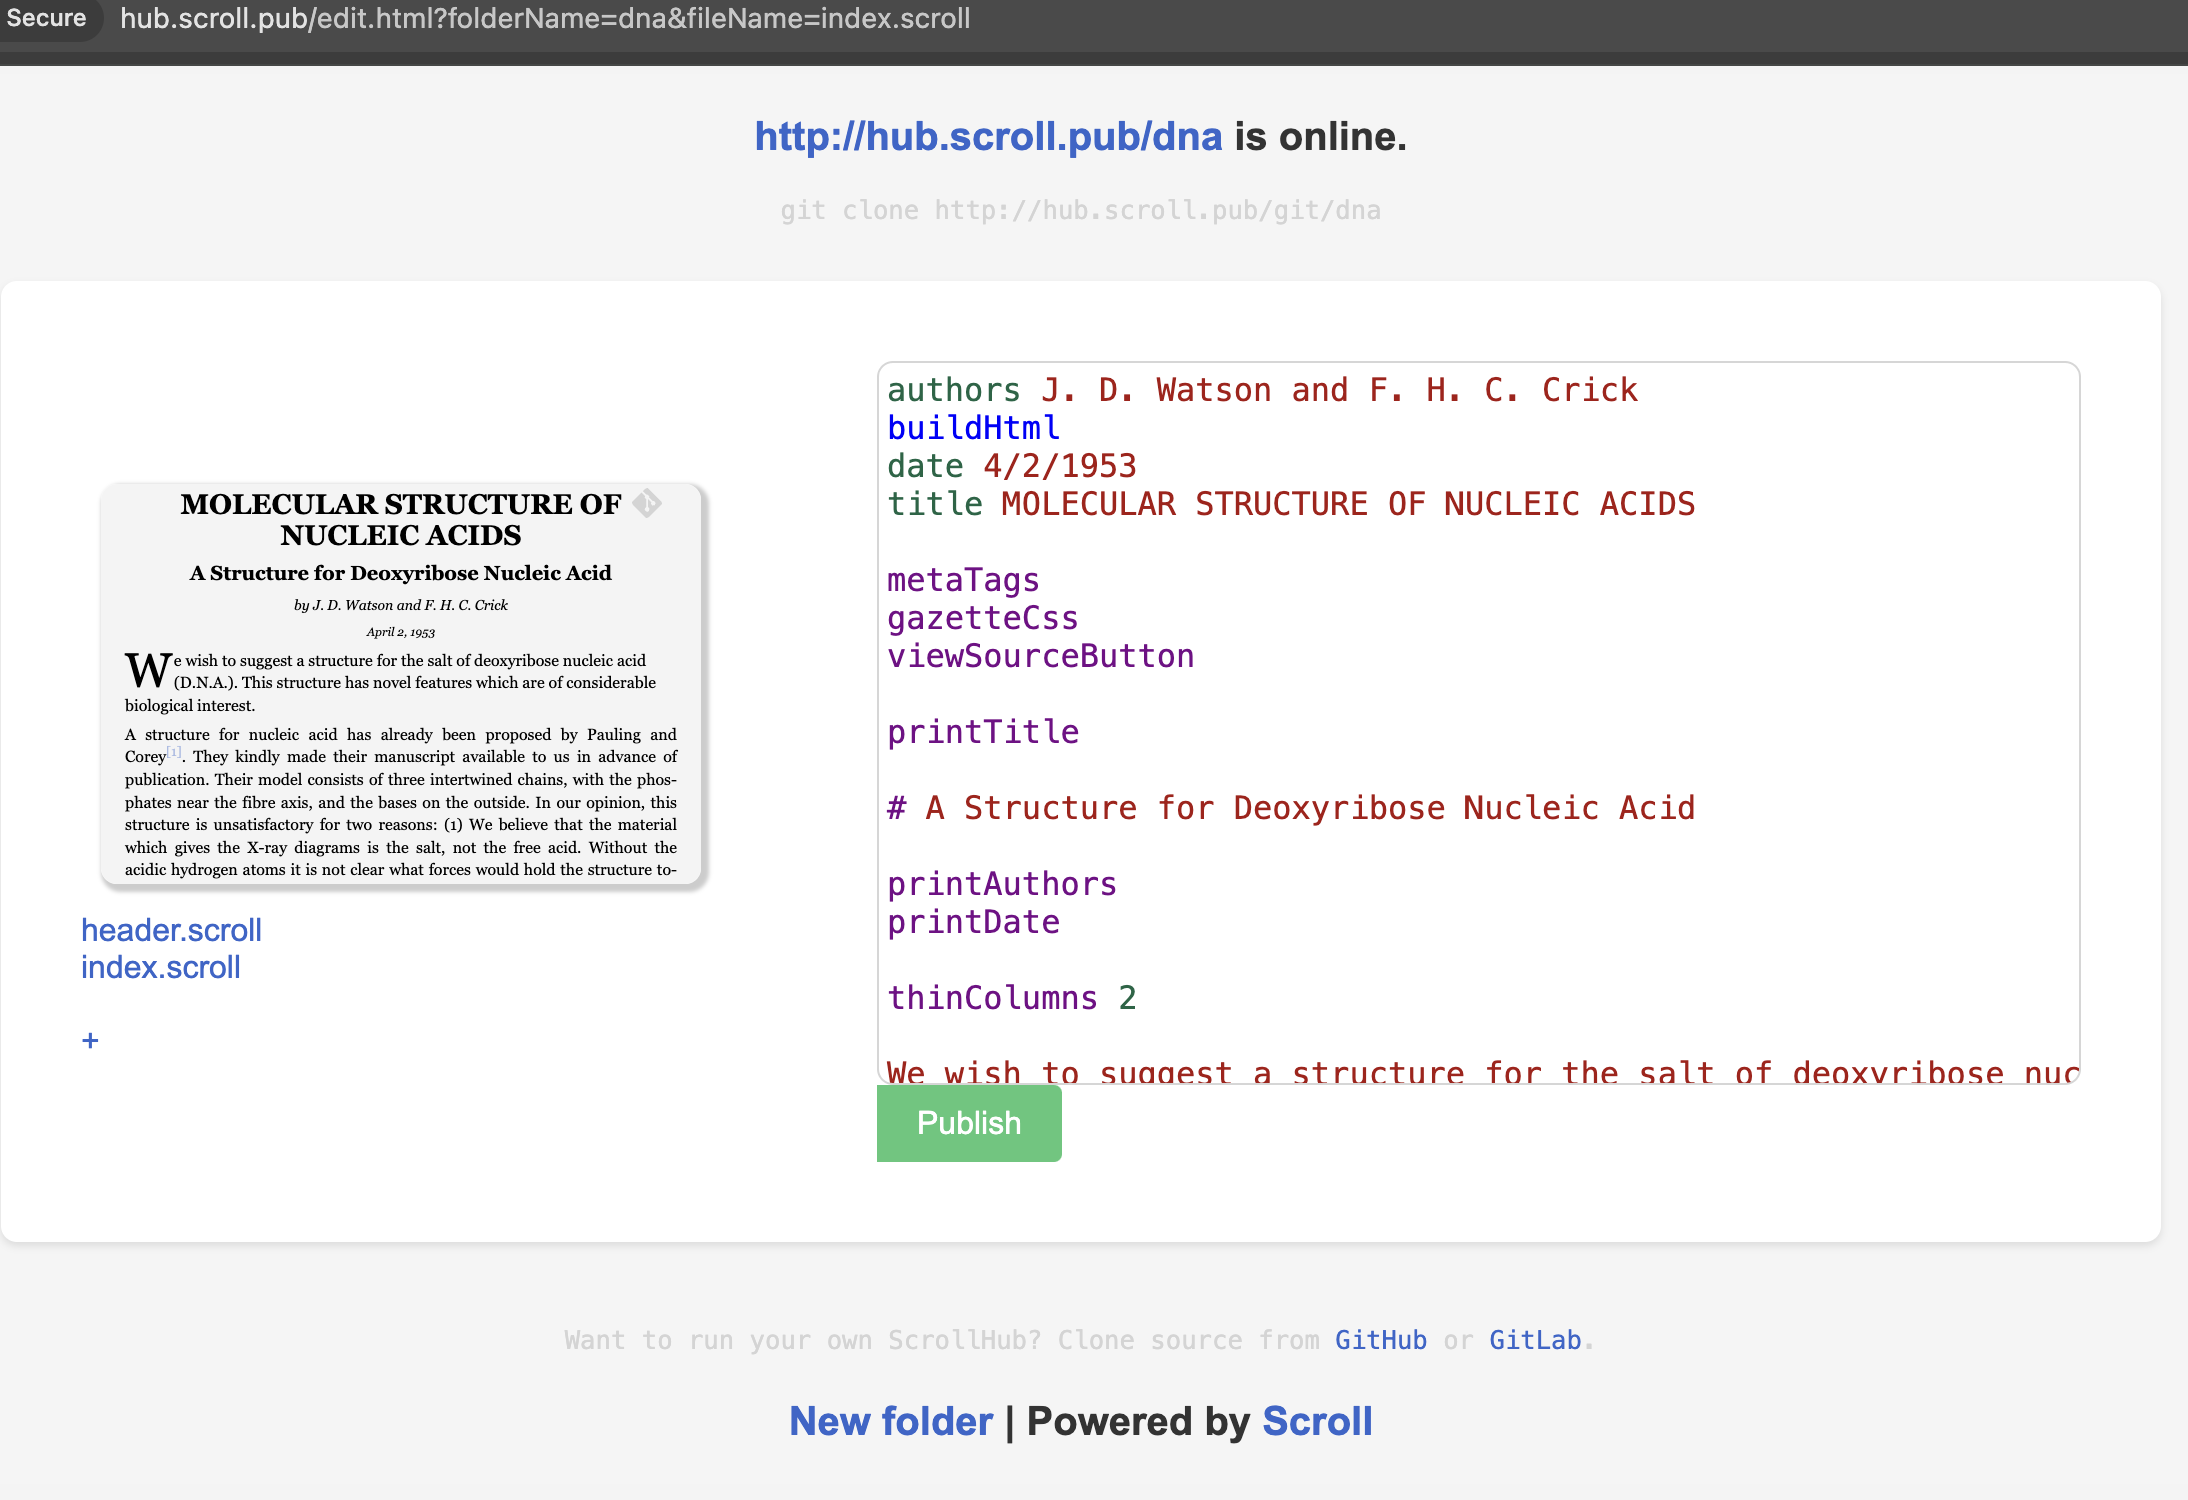 Secure hub.scroll.pub/edit.html?folderName=dna&fileName=index.scroll
http://hub.scroll.pub/dna is online.
git clone http://hub.scroll.pub/git/dna
MOLECULAR STRUCTURE OF
NUCLEIC ACIDS
A Structure for Deoxyribose Nucleic Acid
by J. D. Watson and F. H. C. Crick
April 2, 1953
We wish to suggest a structure for the salt of deoxyribose nucleic acid
(D.N.A.). This structure has novel features which are of considerable
biological interest.
A structure for nucleic acid has already been proposed by Pauling and
Corey[1]. They kindly made their manuscript available to us in advance of
publication. Their model consists of three intertwined chains, with the phos-
phates near the fibre axis, and the bases on the outside. In our opinion, this
structure is unsatisfactory for two reasons: (1) We believe that the material
which gives the X-ray diagrams is the salt, not the free acid. Without the
acidic hydrogen atoms it is not clear what forces would hold the structure to-
header.scroll
index.scroll
+
authors J. D. Watson and F. H. C. Crick
buildHtml
date 4/2/1953
title MOLECULAR STRUCTURE OF NUCLEIC ACIDS
metaTags
gazetteCss
viewSourceButton
printTitle
# A Structure for Deoxyribose Nucleic Acid
printAuthors
printDate
thinColumns 2
We wish to suggest a structure for the salt of deoxyribose nuc
Publish
Want to run your own ScrollHub? Clone source from GitHub or GitLab.
New folder | Powered by Scroll